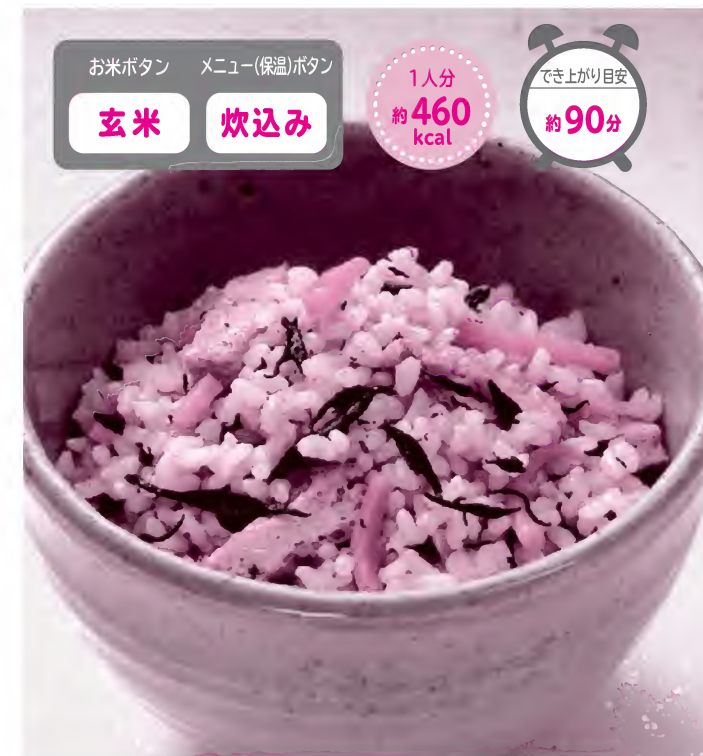 お米ボタン
メニュー(保温)ボタン
玄米
炊込み
1人分
約460
kcal
でき上がり目安
約90分